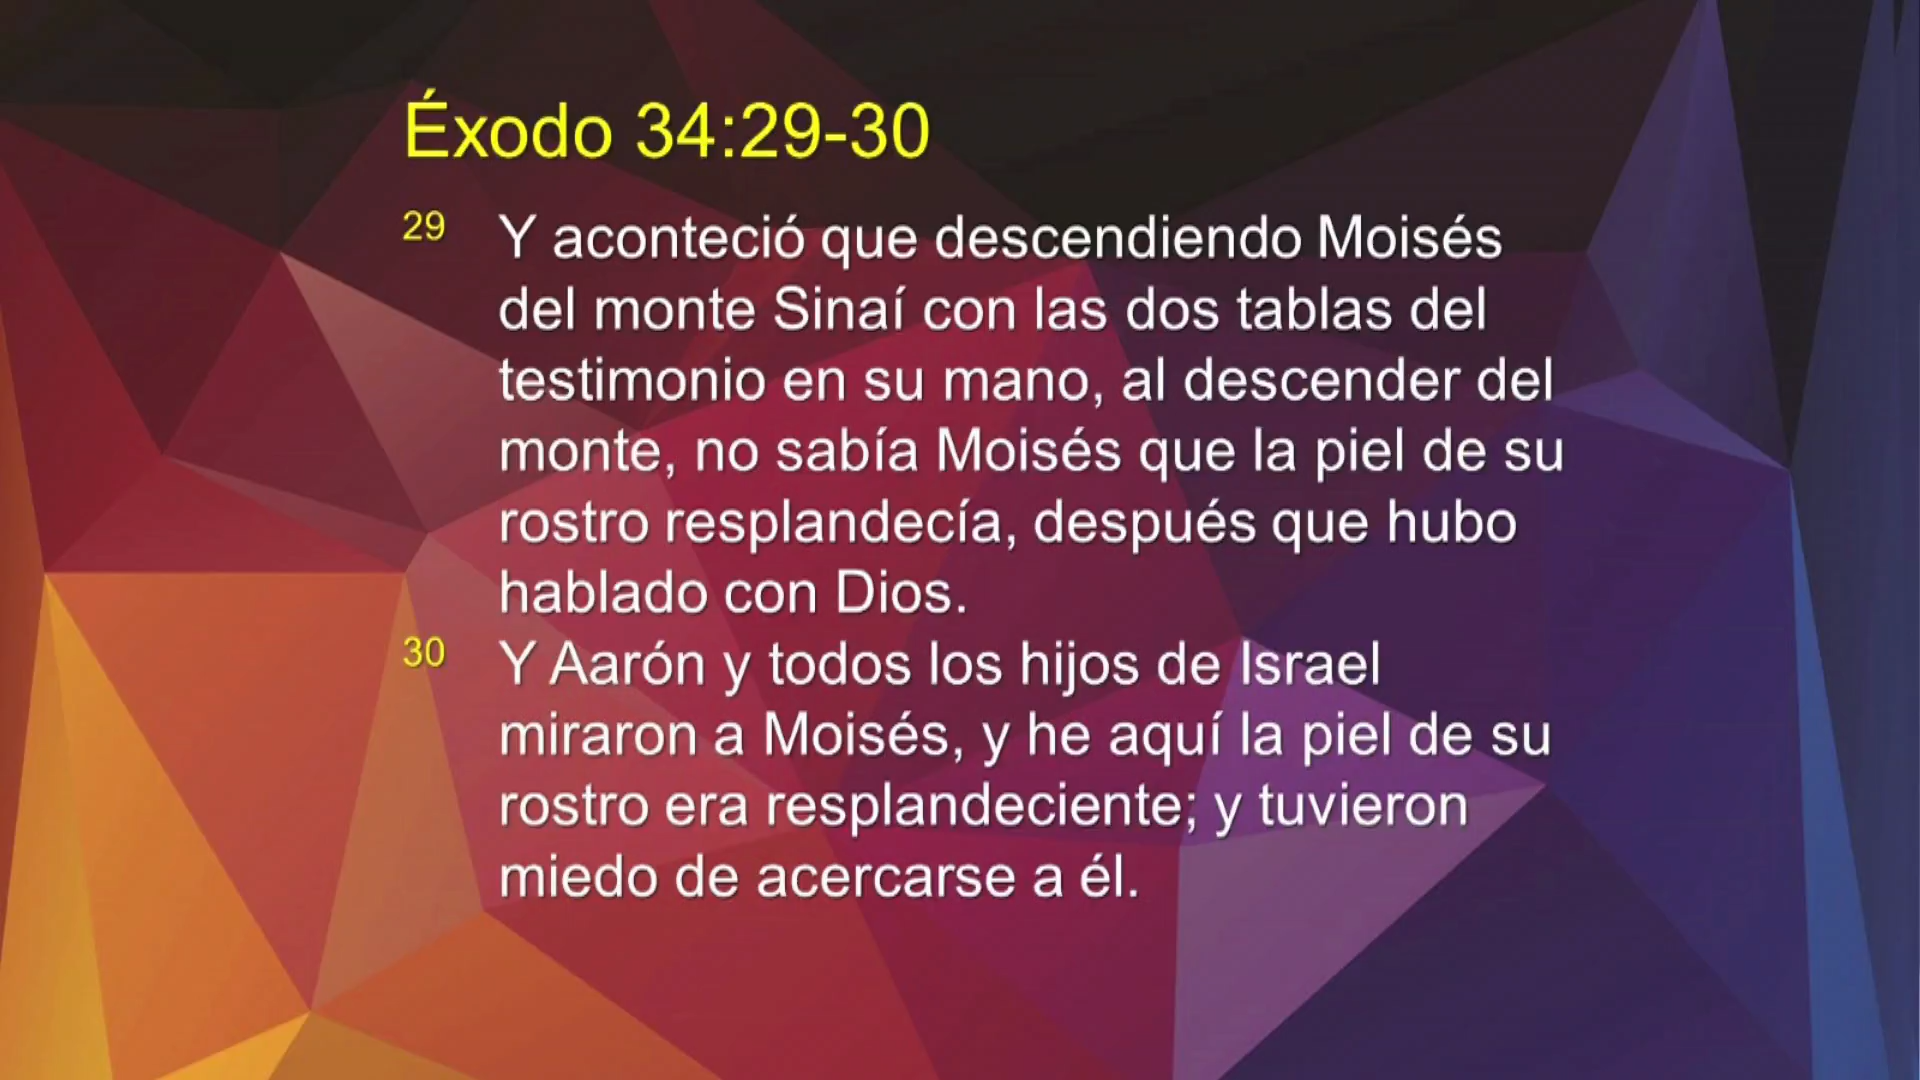 Éxodo 34:29-30
29 Y aconteció que descendiendo Moisés
del monte Sinaí con las dos tablas del
testimonio en su mano, al descender del
monte, no sabía Moisés que la piel de su
rostro resplandecía, después que hubo
hablado con Dios.
30 Y Aarón y todos los hijos de Israel
miraron a Moisés, y he aquí la piel de su
rostro era resplandeciente; y tuvieron
miedo de acercarse a él.